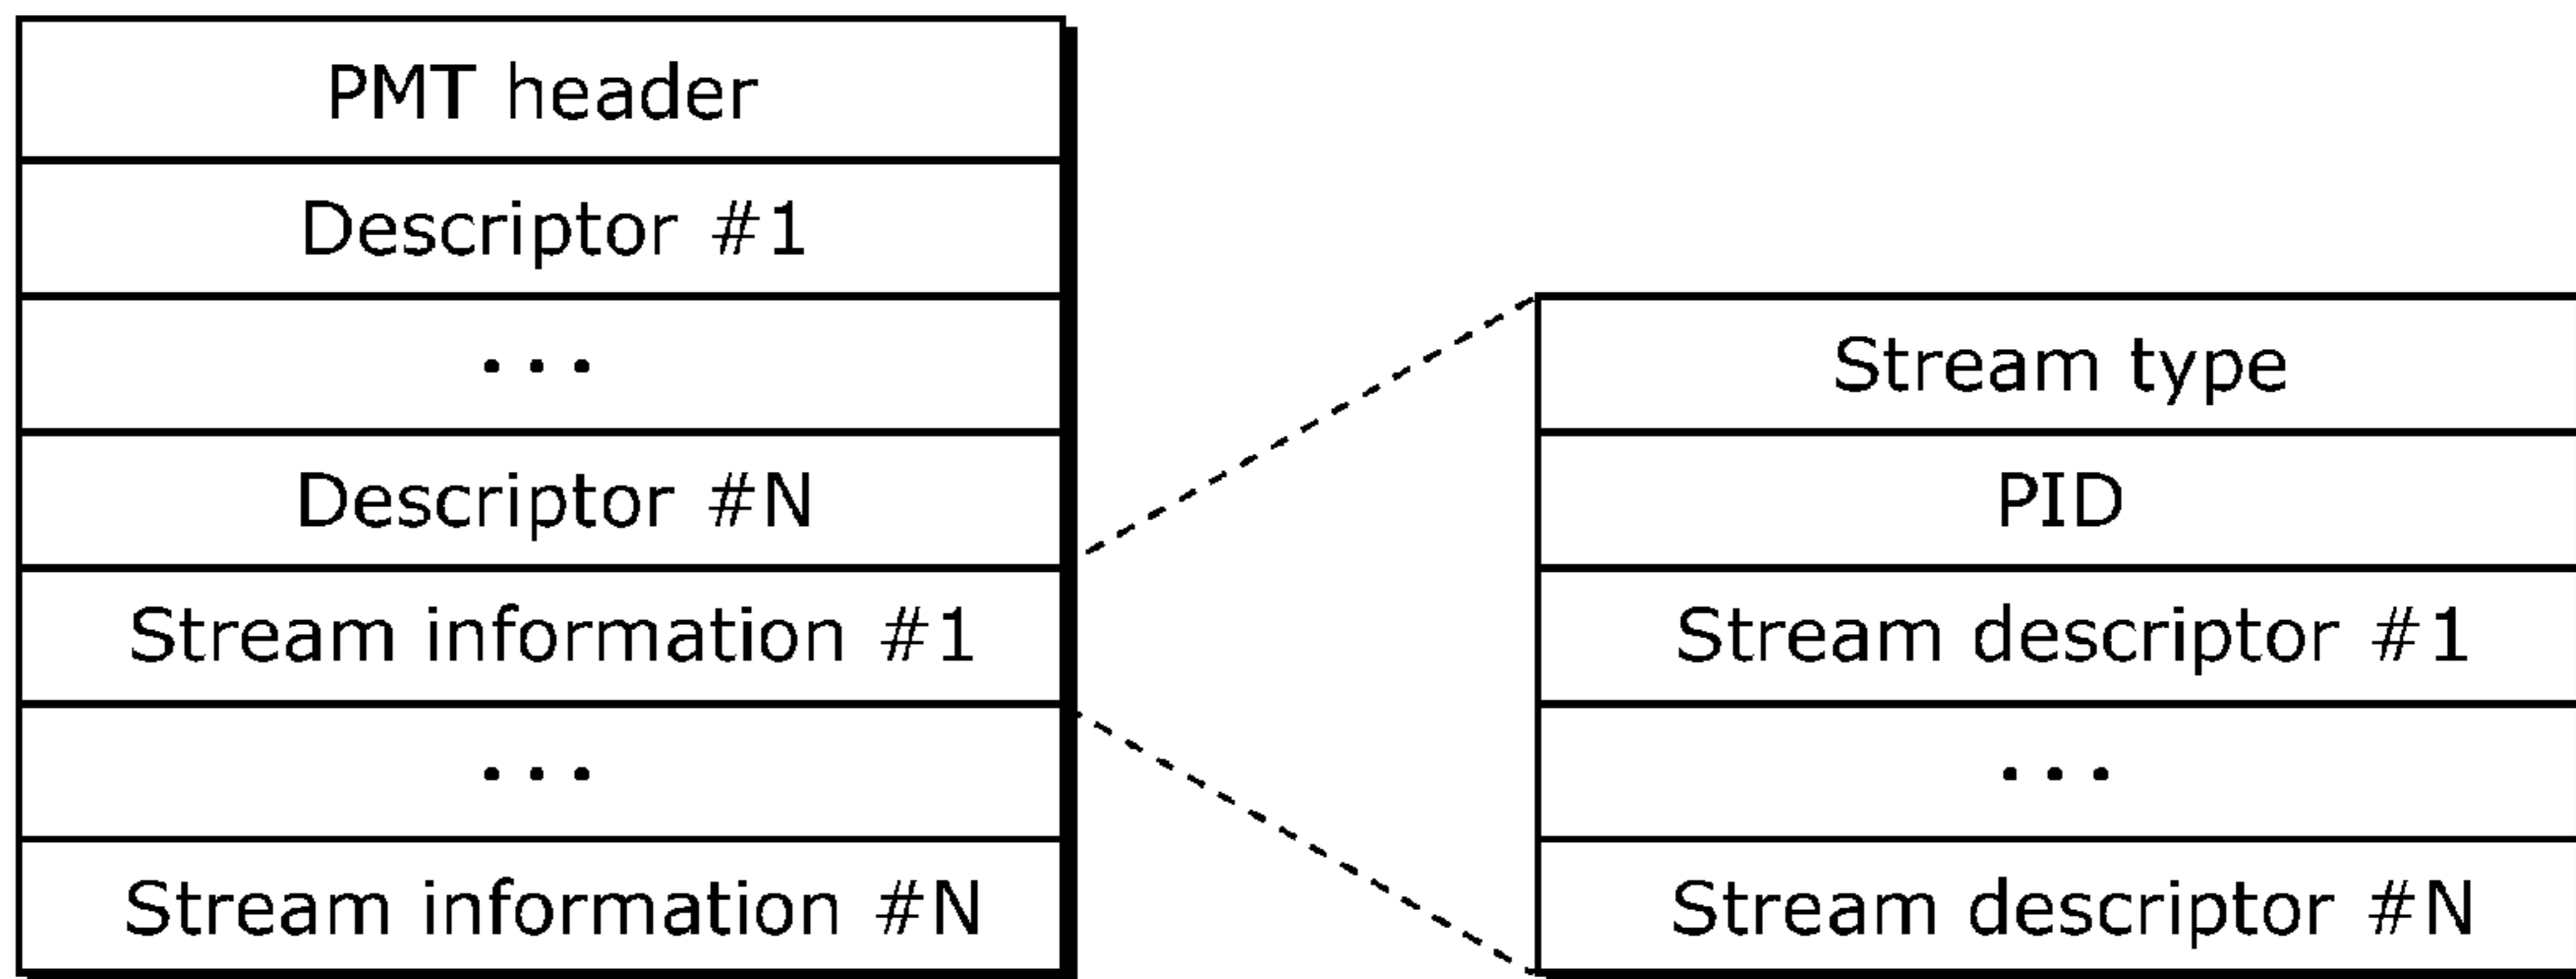 PMT header
Descriptor #1
...
Descriptor #N
Stream information #1
...
Stream information #N
Stream type
PID
Stream descriptor #1
...
Stream descriptor #N